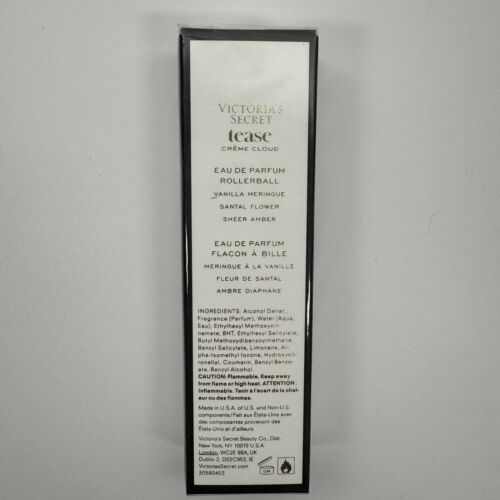 VICTORIA'S
SECRET
tease
CRÈME CLOUD
EAU DE PARFUM
ROLLERBALL
VANILLA MERINGUE
SANTAL FLOWER
SHEER AMBER
EAU DE PARFUM
FLACON À BILLE
MERINGUE À LA VANILLE
FLEUR DE SANTAL
AMBRE DIAPHANE
INGREDIENTS: Alcohol Denat.,
Fragrance (Parfum), Water (Aqua,
Eau), Ethylhexyl Methoxycin-
namate, BHT, Ethylhexyl Salicylate,
Butyl Methoxydibenzoylmethane,
Benzyl Salicylate, Limonene, Al-
pha-Isomethyl Ionone, Hydroxycit-
ronellal, Coumarin, Benzyl Benzo-
ate, Benzyl Alcohol.
CAUTION: Flammable. Keep away
from flame or high heat. ATTENTION :
Inflammable. Tenir à l'écart de la chal-
eur ou des flammes.
Made in U.S.A. of U.S. and Non-U.S.
components/Fait aux États-Unis avec
des composantes provenant des
États-Unis et d'ailleurs
Victoria's Secret Beauty Co., Dist.
New York, NY 10019 U.S.A.
London, WC2E 9BA, UK
Dublin 2, D02C953, IE
VictoriasSecret.com
30580403
12M